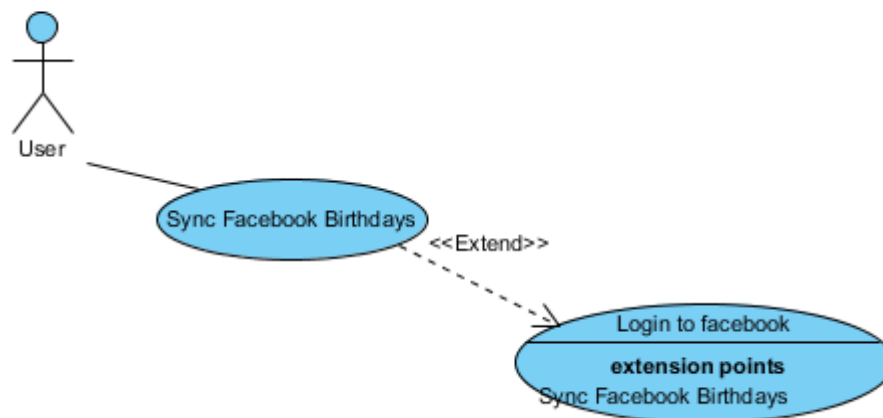 User
Sync Facebook Birthdays
<<Extend>>
Login to facebook
extension points
Sync Facebook Birthdays